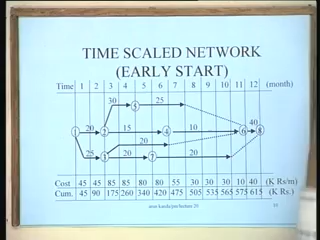 TIME SCALED NETWORK
(EARLY START)
Time 1 2 3 4 5 6 7 8 9 10 11 12 (month)
30 25
5
40
1 20 2 15 4 10 6 8
20
25 3 20 7 20
Cost 45 45 85 85 80 80 55 30 30 30 10 40 (K Rs/m)
Cum. 45 90 175 260 340 420 475 505 535 565 575 615 (K Rs.)